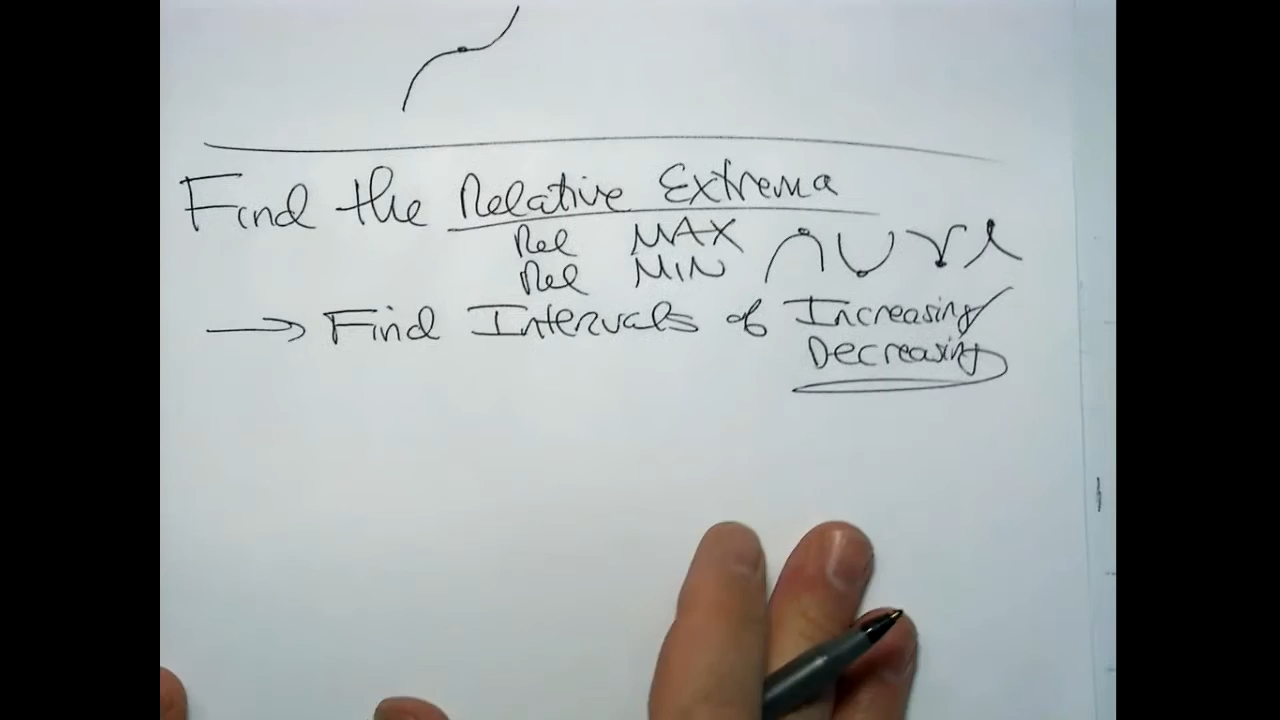 Find the Relative Extrema
Rel MAX
Rel MIN
→ Find Intervals of Increasing/
Decreasing